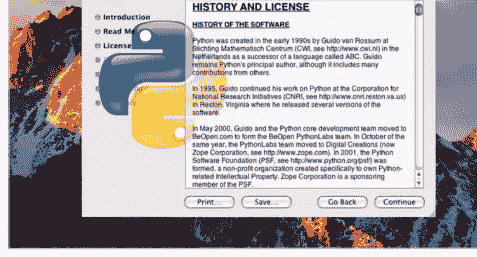 Introduction
Read Me
License
HISTORY AND LICENSE
HISTORY OF THE SOFTWARE
Python was created in the early 1990s by Guido van Rossum at
Stichting Mathematisch Centrum (CWI, see http://www.cwi.nl) in the
Netherlands as a successor of a language called ABC. Guido
remains Python's principal author, although it includes many
contributions from others.
In 1995, Guido continued his work on Python at the Corporation for
National Research Initiatives (CNRI, see http://www.cnri.reston.va.us)
in Reston, Virginia where he released several versions of the
software.
In May 2000, Guido and the Python core development team moved to
BeOpen.com to form the BeOpen PythonLabs team. In October of the
same year, the PythonLabs team moved to Digital Creations (now
Zope Corporation, see http://www.zope.com). In 2001, the Python
Software Foundation (PSF, see http://www.python.org/psf/) was
formed, a non-profit organization created specifically to own Python-
related Intellectual Property. Zope Corporation is a sponsoring
member of the PSF.
Print...
Save...
Go Back
Continue